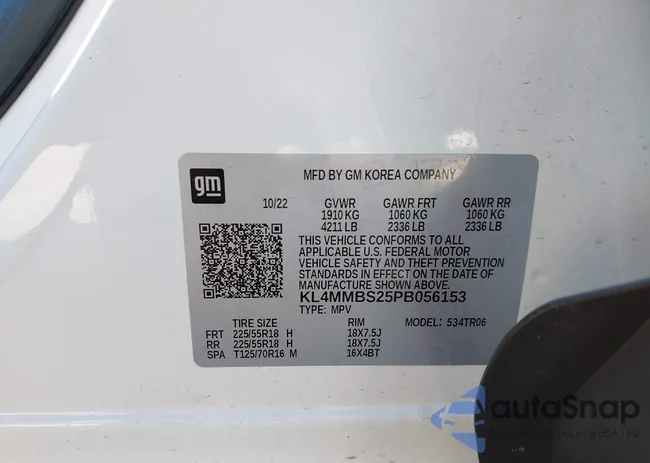 gm
MFD BY GM KOREA COMPANY
10/22 GVWR GAWR FRT GAWR RR
1910 KG 1060 KG 1060 KG
4211 LB 2336 LB 2336 LB
THIS VEHICLE CONFORMS TO ALL
APPLICABLE U.S. FEDERAL MOTOR
VEHICLE SAFETY AND THEFT PREVENTION
STANDARDS IN EFFECT ON THE DATE OF
MANUFACTURE SHOWN ABOVE.
KL4MMBS25PB056153
TYPE: MPV
TIRE SIZE RIM MODEL: 534TR06
FRT 225/55R18 H 18X7.5J
RR 225/55R18 H 18X7.5J
SPA T125/70R16 M 16X4BT
autoSnap